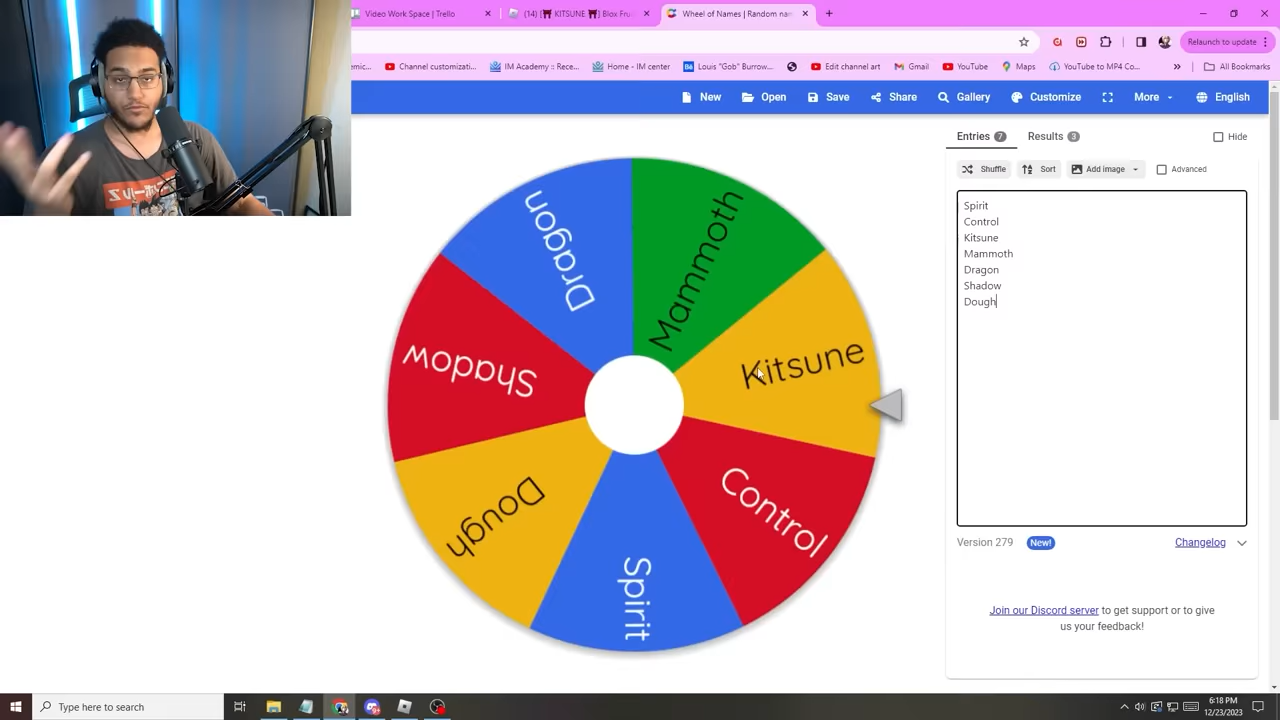 Video Work Space | Trello
(14) [⛩ KITSUNE ⛩] Blox Fru
Wheel of Names | Random na
Relaunch to update
emic...
Channel customizati...
IM Academy :: Rece...
Home - IM center
Louis "Gob" Burrow...
Edit channel art
Gmail
YouTube
Maps
YouTube to MP4 Co...
All Bookmarks
New
Open
Save
Share
Gallery
Customize
More
English
Entries 7
Results 3
Hide
Shuffle
Sort
Add image
Advanced
Spirit
Control
Kitsune
Mammoth
Dragon
Shadow
Dough
Dragon
Mammoth
Kitsune
Control
Spirit
Dough
Shadow
Version 279
New!
Changelog
Join our Discord server to get support or to give
us your feedback!
Type here to search
6:18 PM
12/23/2023